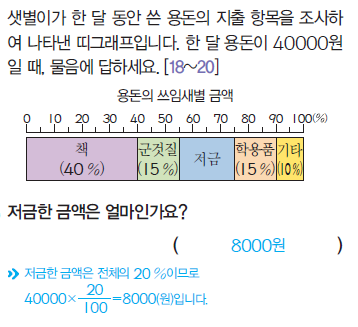 샛별이가 한 달 동안 쓴 용돈의 지출 항목을 조사하
여 나타낸 띠그래프입니다. 한 달 용돈이 40000원
일 때, 물음에 답하세요. [18~20]
용돈의 쓰임새별 금액
0 10 20 30 40 50 60 70 80 90 100(%)
책 군것질 저금 학용품 기타
(40 %) (15 %) (15 %) (10 %)
저금한 금액은 얼마인가요?
( 8000원 )
» 저금한 금액은 전체의 20 %이므로
40000×20/100=8000(원)입니다.